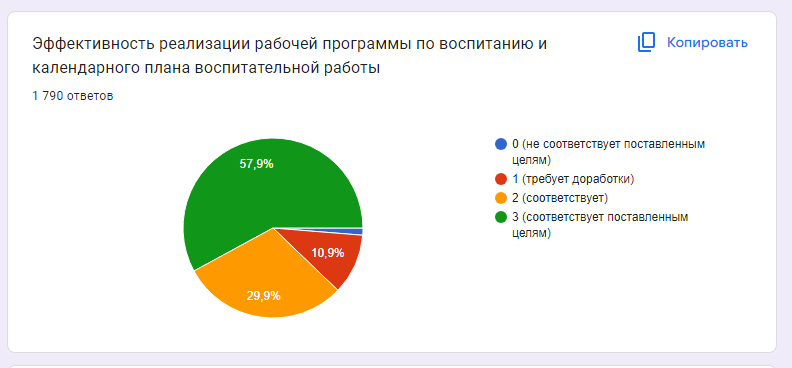 Эффективность реализации рабочей программы по воспитанию и
календарного плана воспитательной работы
Копировать
1 790 ответов
57,9%
10,9%
29,9%
0 (не соответствует поставленным
целям)
1 (требует доработки)
2 (соответствует)
3 (соответствует поставленным
целям)